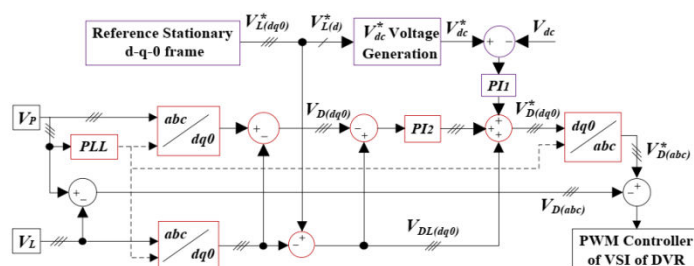 Reference Stationary
d-q-0 frame
V*L(dq0)
V*L(d)
V*dc Voltage
Generation
V*dc
+ −
Vdc
PI1
VP
abc
dq0
+ −
VD(dq0)
− +
PI2
+
+ +
V*D(dq0)
dq0
abc
PLL
V*D(abc)
+ −
− +
VD(abc)
VL
abc
dq0
− +
VDL(dq0)
PWM Controller
of VSI of DVR